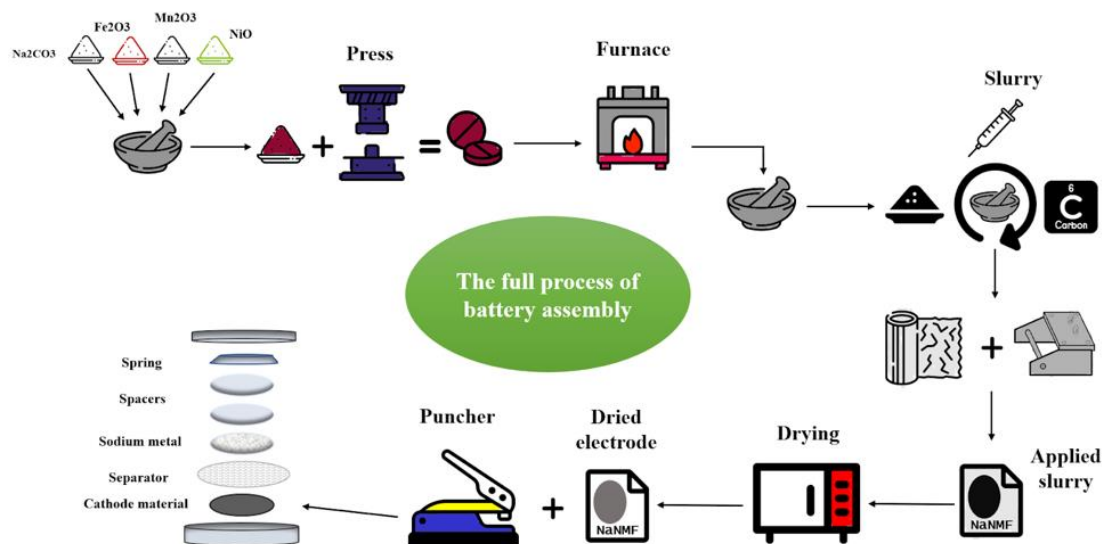 Fe2O3
Mn2O3
NiO
Na2CO3
Press
Furnace
Slurry
6
C
Carbon
The full process of
battery assembly
Spring
Spacers
Sodium metal
Separator
Cathode material
Puncher
Dried
electrode
NaNMF
Drying
Applied
slurry
NaNMF